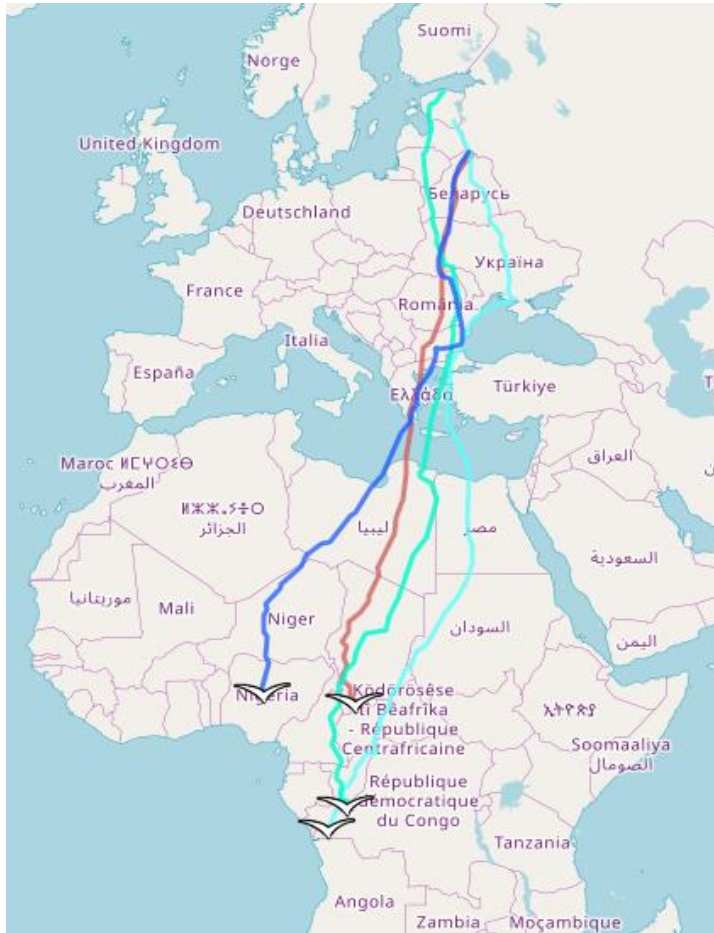 Suomi
Norge
United Kingdom
Беларусь
Deutschland
Україна
France
România
Italia
España
Türkiye
Maroc ⵍⵎⵖⵔⵉⴱ
المغرب
العراق
ⵍⵣⵣⴰⵢⴻⵔ
الجزائر
ليبيا
مصر
السعودية
موريتانيا
Mali
Niger
السودان
اليمن
Nigeria
Ködörösêse
tî Bêafrîka
- République
Centrafricaine
ኢትዮጵያ
Soomaaliya
الصومال
République
démocratique
du Congo
Tanzania
Angola
Zambia
Moçambique